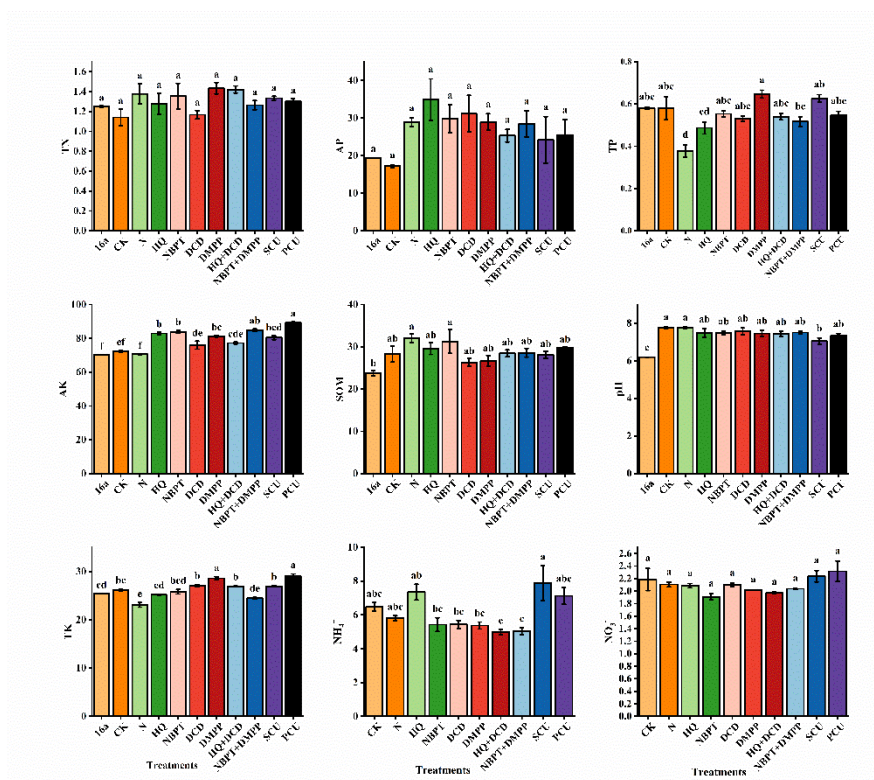 a a a a a a a a a a a
TN
1.6
1.4
1.2
1.0
0.8
0.6
0.4
0.2
0.0
16a CK N HQ NBPT DCD DMPP HQ+DCD NBPT+DMPP SCU PCU
a a a a a a a a a a a
AP
40
30
20
10
0
16a CK N HQ NBPT DCD DMPP HQ+DCD NBPT+DMPP SCU PCU
abc abc d cd abc abc a abc bc ab abc
TP
0.8
0.6
0.4
0.2
0.0
16a CK N HQ NBPT DCD DMPP HQ+DCD NBPT+DMPP SCU PCU
f ef f b b de bc cde ab bcd a
AK
100
80
60
40
20
0
16a CK N HQ NBPT DCD DMPP HQ+DCD NBPT+DMPP SCU PCU
b ab a ab a ab ab ab ab ab ab
SOM
40
30
20
10
0
16a CK N HQ NBPT DCD DMPP HQ+DCD NBPT+DMPP SCU PCU
c a a ab ab ab ab ab ab b ab
pH
8
6
4
2
0
16a CK N HQ NBPT DCD DMPP HQ+DCD NBPT+DMPP SCU PCU
cd bc e cd bcd b a b de b a
TK
30
20
10
0
16a CK N HQ NBPT DCD DMPP HQ+DCD NBPT+DMPP SCU PCU
Treatments
abc abc ab bc bc bc c c a abc
NH₄⁺
10
8
6
4
2
0
CK N HQ NBPT DCD DMPP HQ+DCD NBPT+DMPP SCU PCU
Treatments
a a a a a a a a a a
NO₃⁻
2.6
2.4
2.2
2.0
1.8
1.6
1.4
1.2
1.0
0.8
0.6
0.4
0.2
0.0
CK N HQ NBPT DCD DMPP HQ+DCD NBPT+DMPP SCU PCU
Treatments